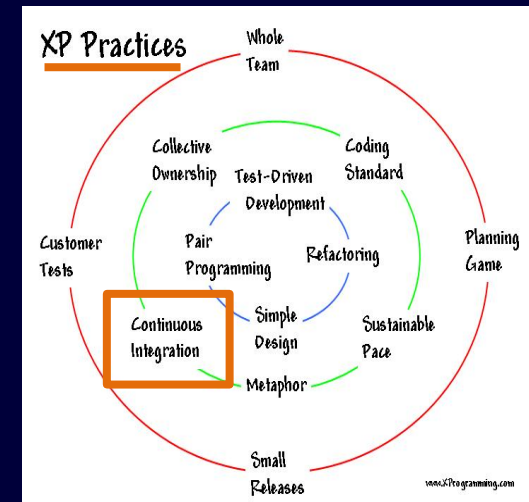 XP Practices
Whole
Team
Collective
Ownership
Coding
Standard
Test-Driven
Development
Customer
Tests
Pair
Programming
Refactoring
Planning
Game
Continuous
Integration
Simple
Design
Sustainable
Pace
Metaphor
Small
Releases
www.XProgramming.com